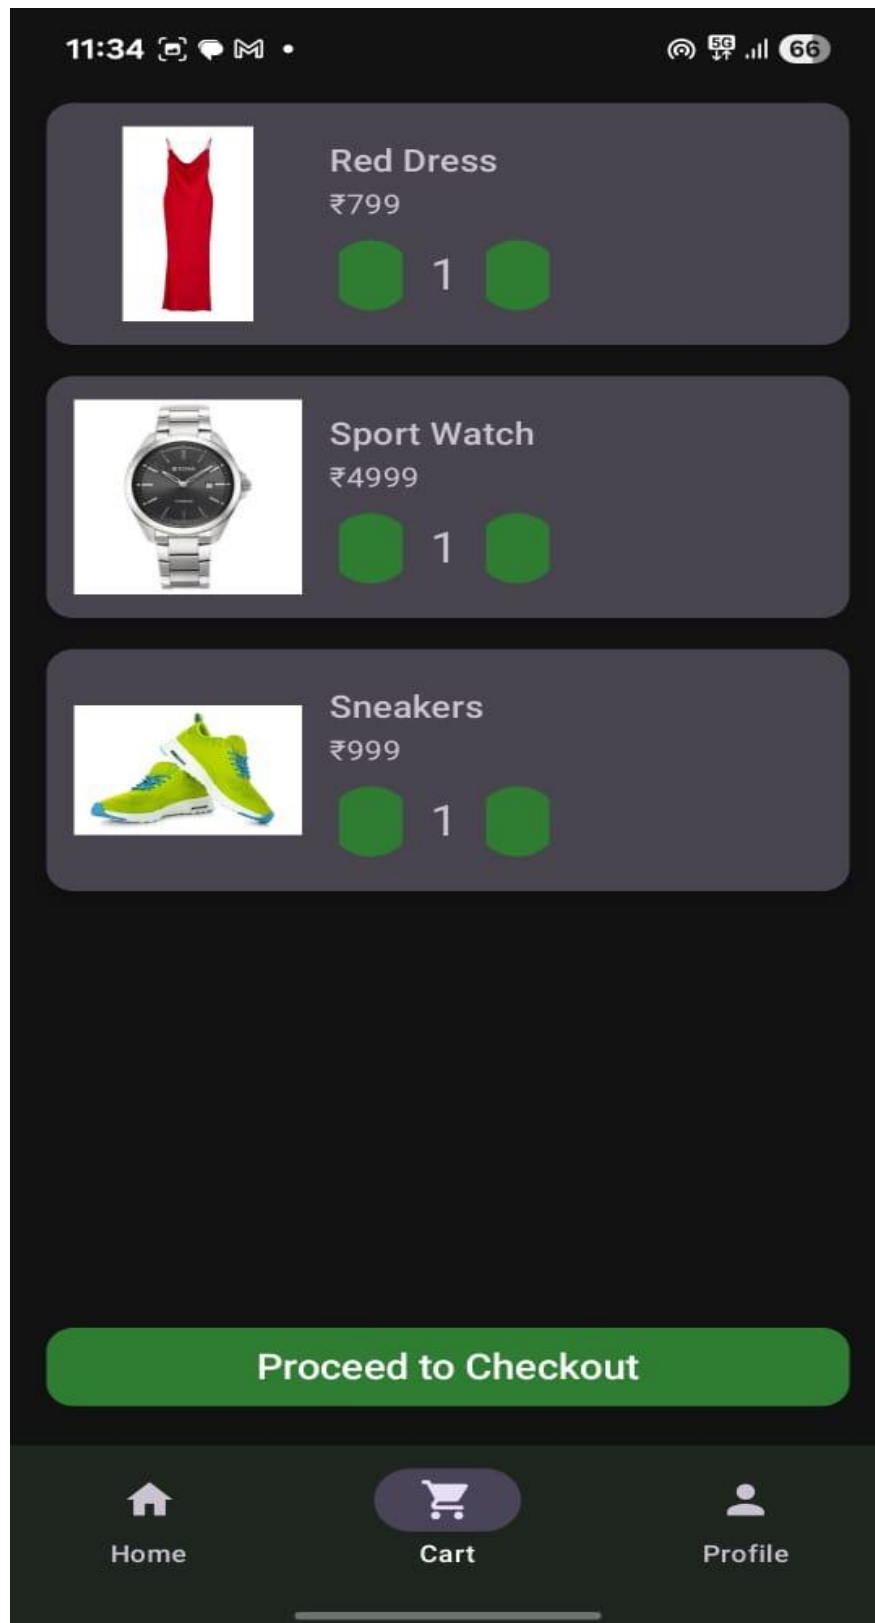 11:34
5G
66
Red Dress
₹799
1
Sport Watch
₹4999
1
Sneakers
₹999
1
Proceed to Checkout
Home
Cart
Profile